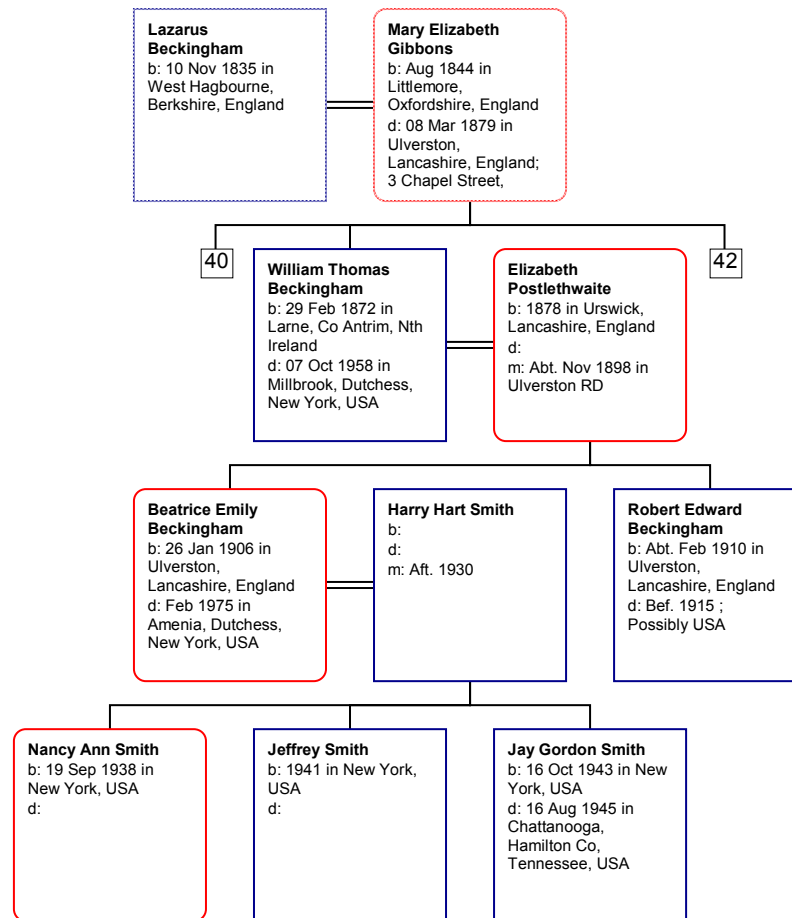 Lazarus
Beckingham
b: 10 Nov 1835 in
West Hagbourne,
Berkshire, England
Mary Elizabeth
Gibbons
b: Aug 1844 in
Littlemore,
Oxfordshire, England
d: 08 Mar 1879 in
Ulverston,
Lancashire, England;
3 Chapel Street,
40
William Thomas
Beckingham
b: 29 Feb 1872 in
Larne, Co Antrim, Nth
Ireland
d: 07 Oct 1958 in
Millbrook, Dutchess,
New York, USA
Elizabeth
Postlethwaite
b: 1878 in Urswick,
Lancashire, England
d:
m: Abt. Nov 1898 in
Ulverston RD
42
Beatrice Emily
Beckingham
b: 26 Jan 1906 in
Ulverston,
Lancashire, England
d: Feb 1975 in
Amenia, Dutchess,
New York, USA
Harry Hart Smith
b:
d:
m: Aft. 1930
Robert Edward
Beckingham
b: Abt. Feb 1910 in
Ulverston,
Lancashire, England
d: Bef. 1915 ;
Possibly USA
Nancy Ann Smith
b: 19 Sep 1938 in
New York, USA
d:
Jeffrey Smith
b: 1941 in New York,
USA
d:
Jay Gordon Smith
b: 16 Oct 1943 in New
York, USA
d: 16 Aug 1945 in
Chattanooga,
Hamilton Co,
Tennessee, USA